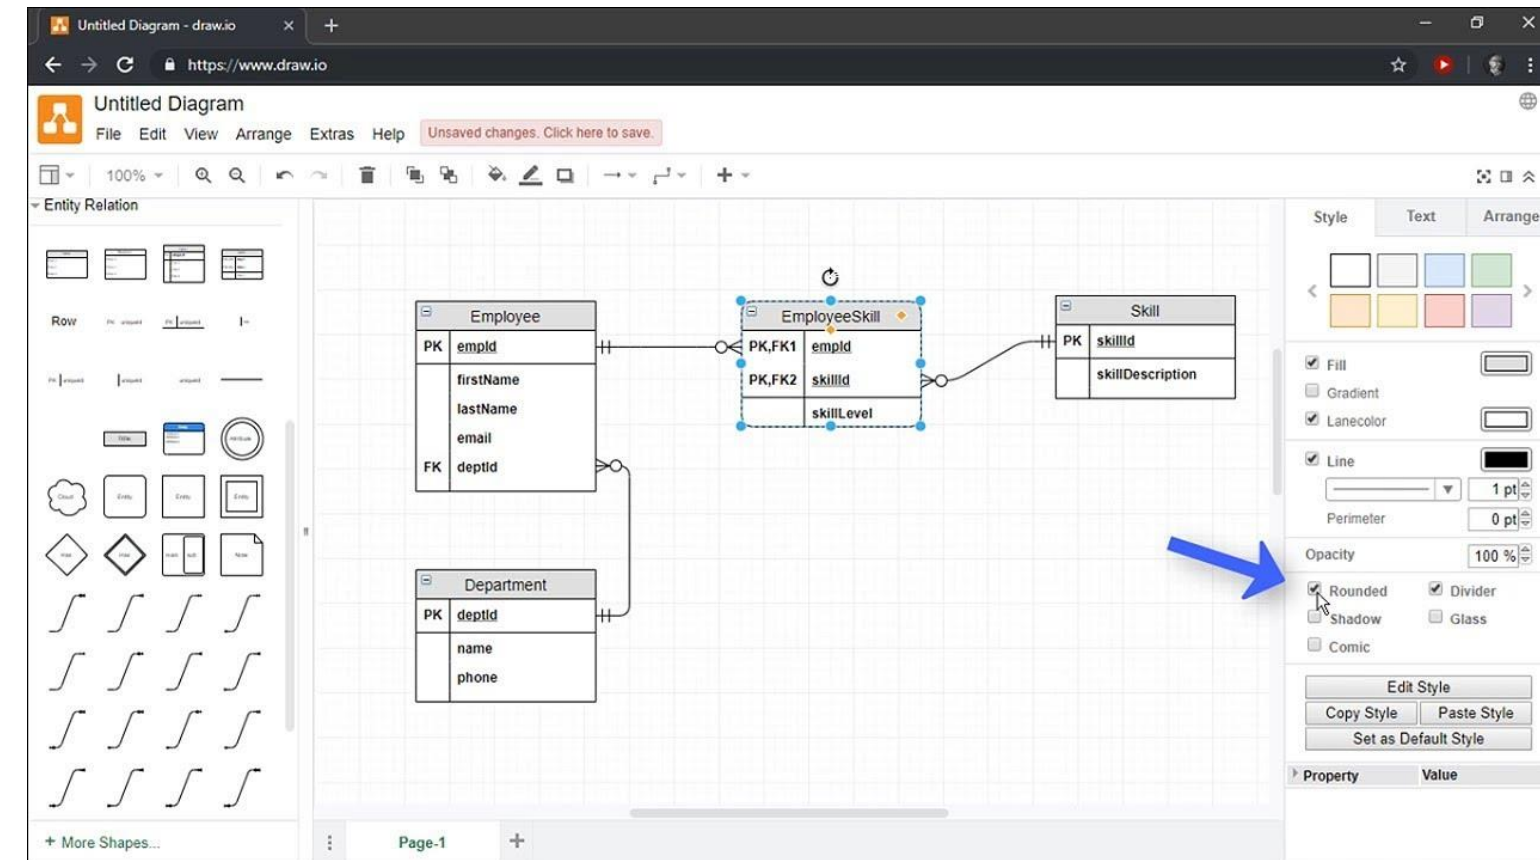 Untitled Diagram - draw.io
https://www.draw.io
Untitled Diagram
File Edit View Arrange Extras Help Unsaved changes. Click here to save.
100%
Entity Relation
Row
Employee
PK empId
firstName
lastName
email
FK deptId
Department
PK deptId
name
phone
EmployeeSkill
PK,FK1 empId
PK,FK2 skillId
skillLevel
Skill
PK skillId
skillDescription
Style Text Arrange
Fill
Gradient
Lanecolor
Line
1 pt
Perimeter 0 pt
Opacity 100 %
Rounded Divider
Shadow Glass
Comic
Edit Style
Copy Style Paste Style
Set as Default Style
Property Value
+ More Shapes...
Page-1